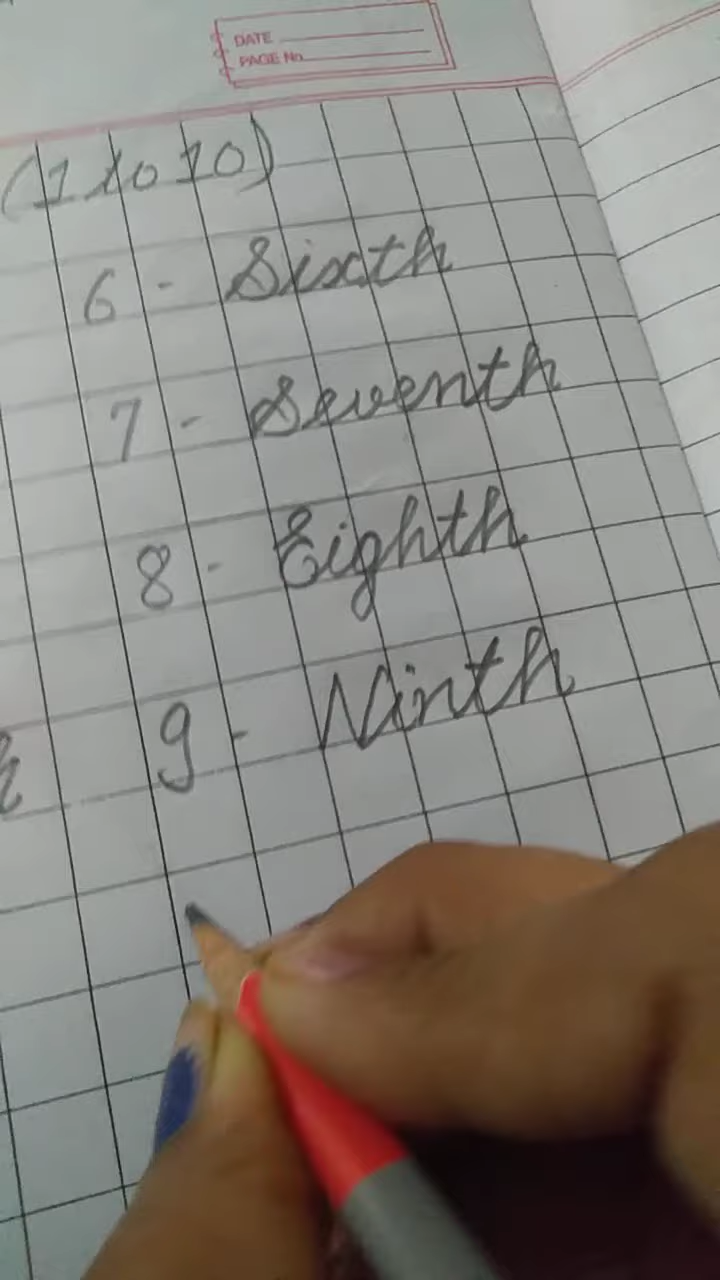 DATE
PAGE No.
(1 to 10)
6 - Sixth
7 - Seventh
8 - Eighth
9 - Ninth